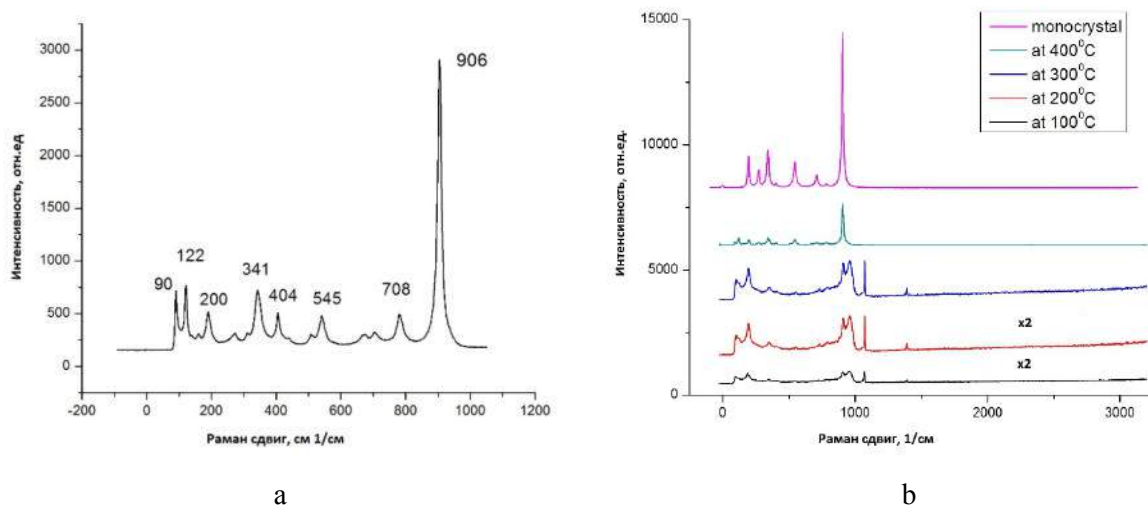 906
122
90
200
341
404
545
708
3000
2500
2000
1500
1000
500
0
-200
0
200
400
600
800
1000
1200
Интенсивность, отн.ед
Раман сдвиг, см 1/см
a
15000
10000
5000
0
monocrystal
at 400⁰C
at 300⁰C
at 200⁰C
at 100⁰C
x2
x2
0
1000
2000
3000
Интенсивность, отн.ед.
Раман сдвиг, 1/см
b